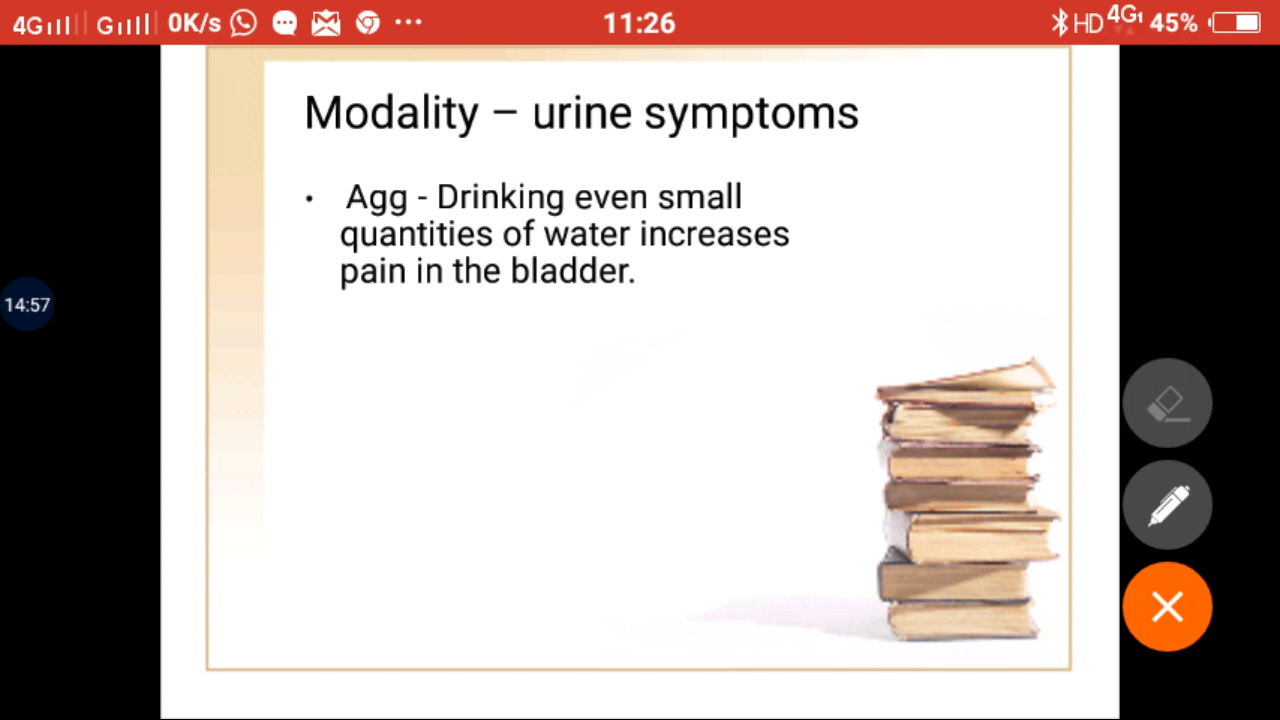 4G G 0K/s ... 11:26 HD 4G 45%
Modality – urine symptoms
• Agg - Drinking even small
quantities of water increases
pain in the bladder.
14:57